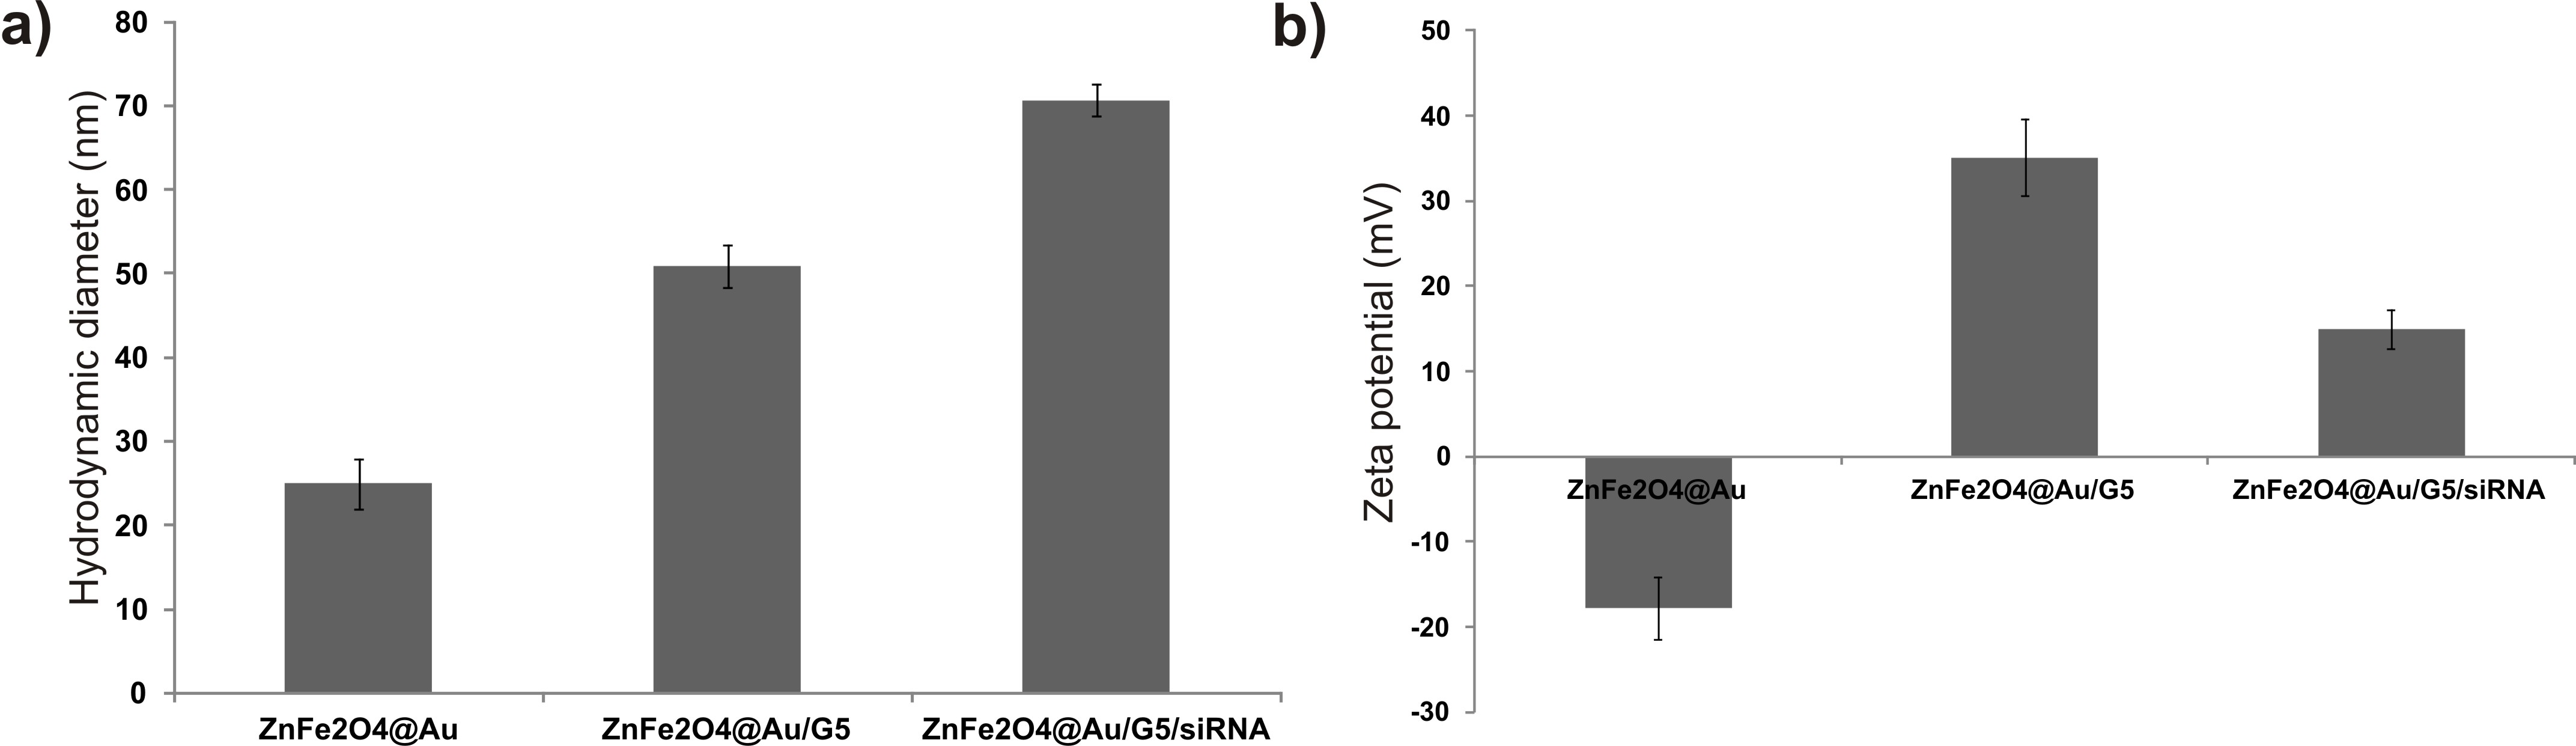 a)
Hydrodynamic diameter (nm)
80
70
60
50
40
30
20
10
0
ZnFe2O4@Au
ZnFe2O4@Au/G5
ZnFe2O4@Au/G5/siRNA
b)
Zeta potential (mV)
50
40
30
20
10
0
-10
-20
-30
ZnFe2O4@Au
ZnFe2O4@Au/G5
ZnFe2O4@Au/G5/siRNA